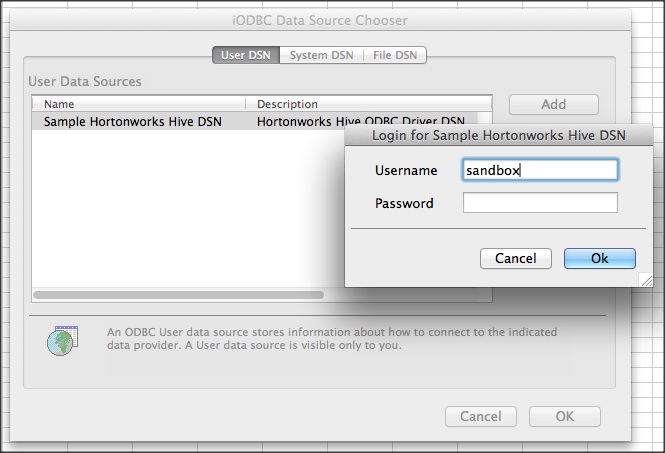 iODBC Data Source Chooser
User DSN System DSN File DSN
User Data Sources
Name Description
Sample Hortonworks Hive DSN Hortonworks Hive ODBC Driver DSN
Add
Login for Sample Hortonworks Hive DSN
Username sandbox
Password
Cancel Ok
An ODBC User data source stores information about how to connect to the indicated
data provider. A User data source is visible only to you.
Cancel OK